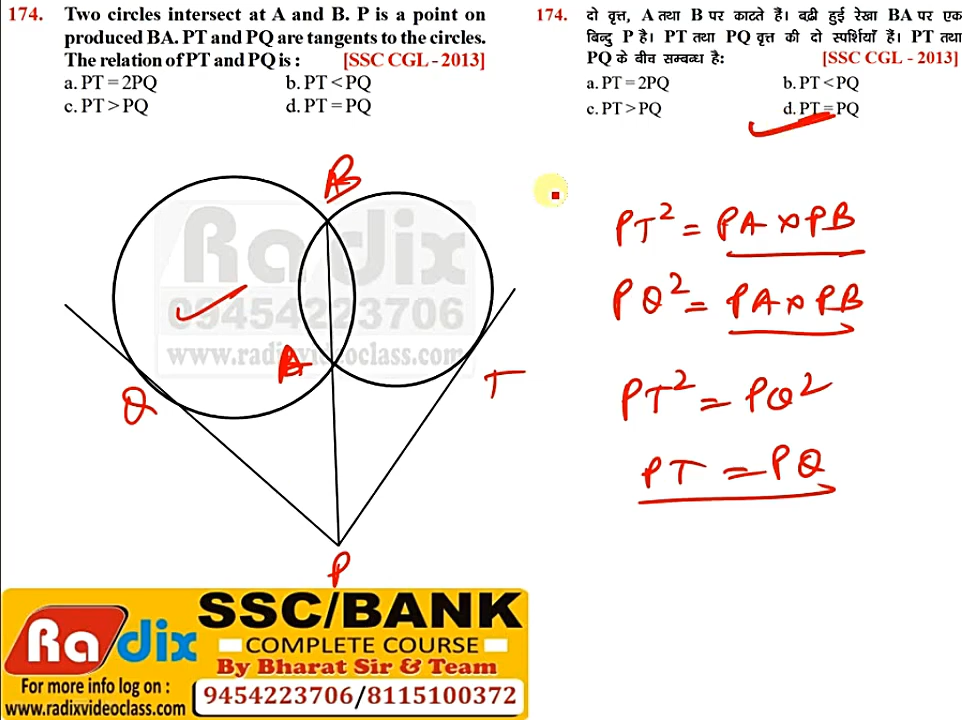 174. Two circles intersect at A and B. P is a point on
produced BA. PT and PQ are tangents to the circles.
The relation of PT and PQ is : [SSC CGL - 2013]
a. PT = 2PQ b. PT < PQ
c. PT > PQ d. PT = PQ
174. दो वृत्त, A तथा B पर काटते हैं। बढ़ी हुई रेखा BA पर एक
बिन्दु P है। PT तथा PQ वृत्त की दो स्पर्शियाँ हैं। PT तथा
PQ के बीच सम्बन्ध है: [SSC CGL - 2013]
a. PT = 2PQ b. PT < PQ
c. PT > PQ d. PT = PQ
B
A
Q
T
P
PT² = PA × PB
PQ² = PA × PB
PT² = PQ²
PT = PQ
Radix
09454223706
www.radixvideoclass.com
Radix
For more info log on :
www.radixvideoclass.com
SSC/BANK
COMPLETE COURSE
By Bharat Sir & Team
9454223706/8115100372